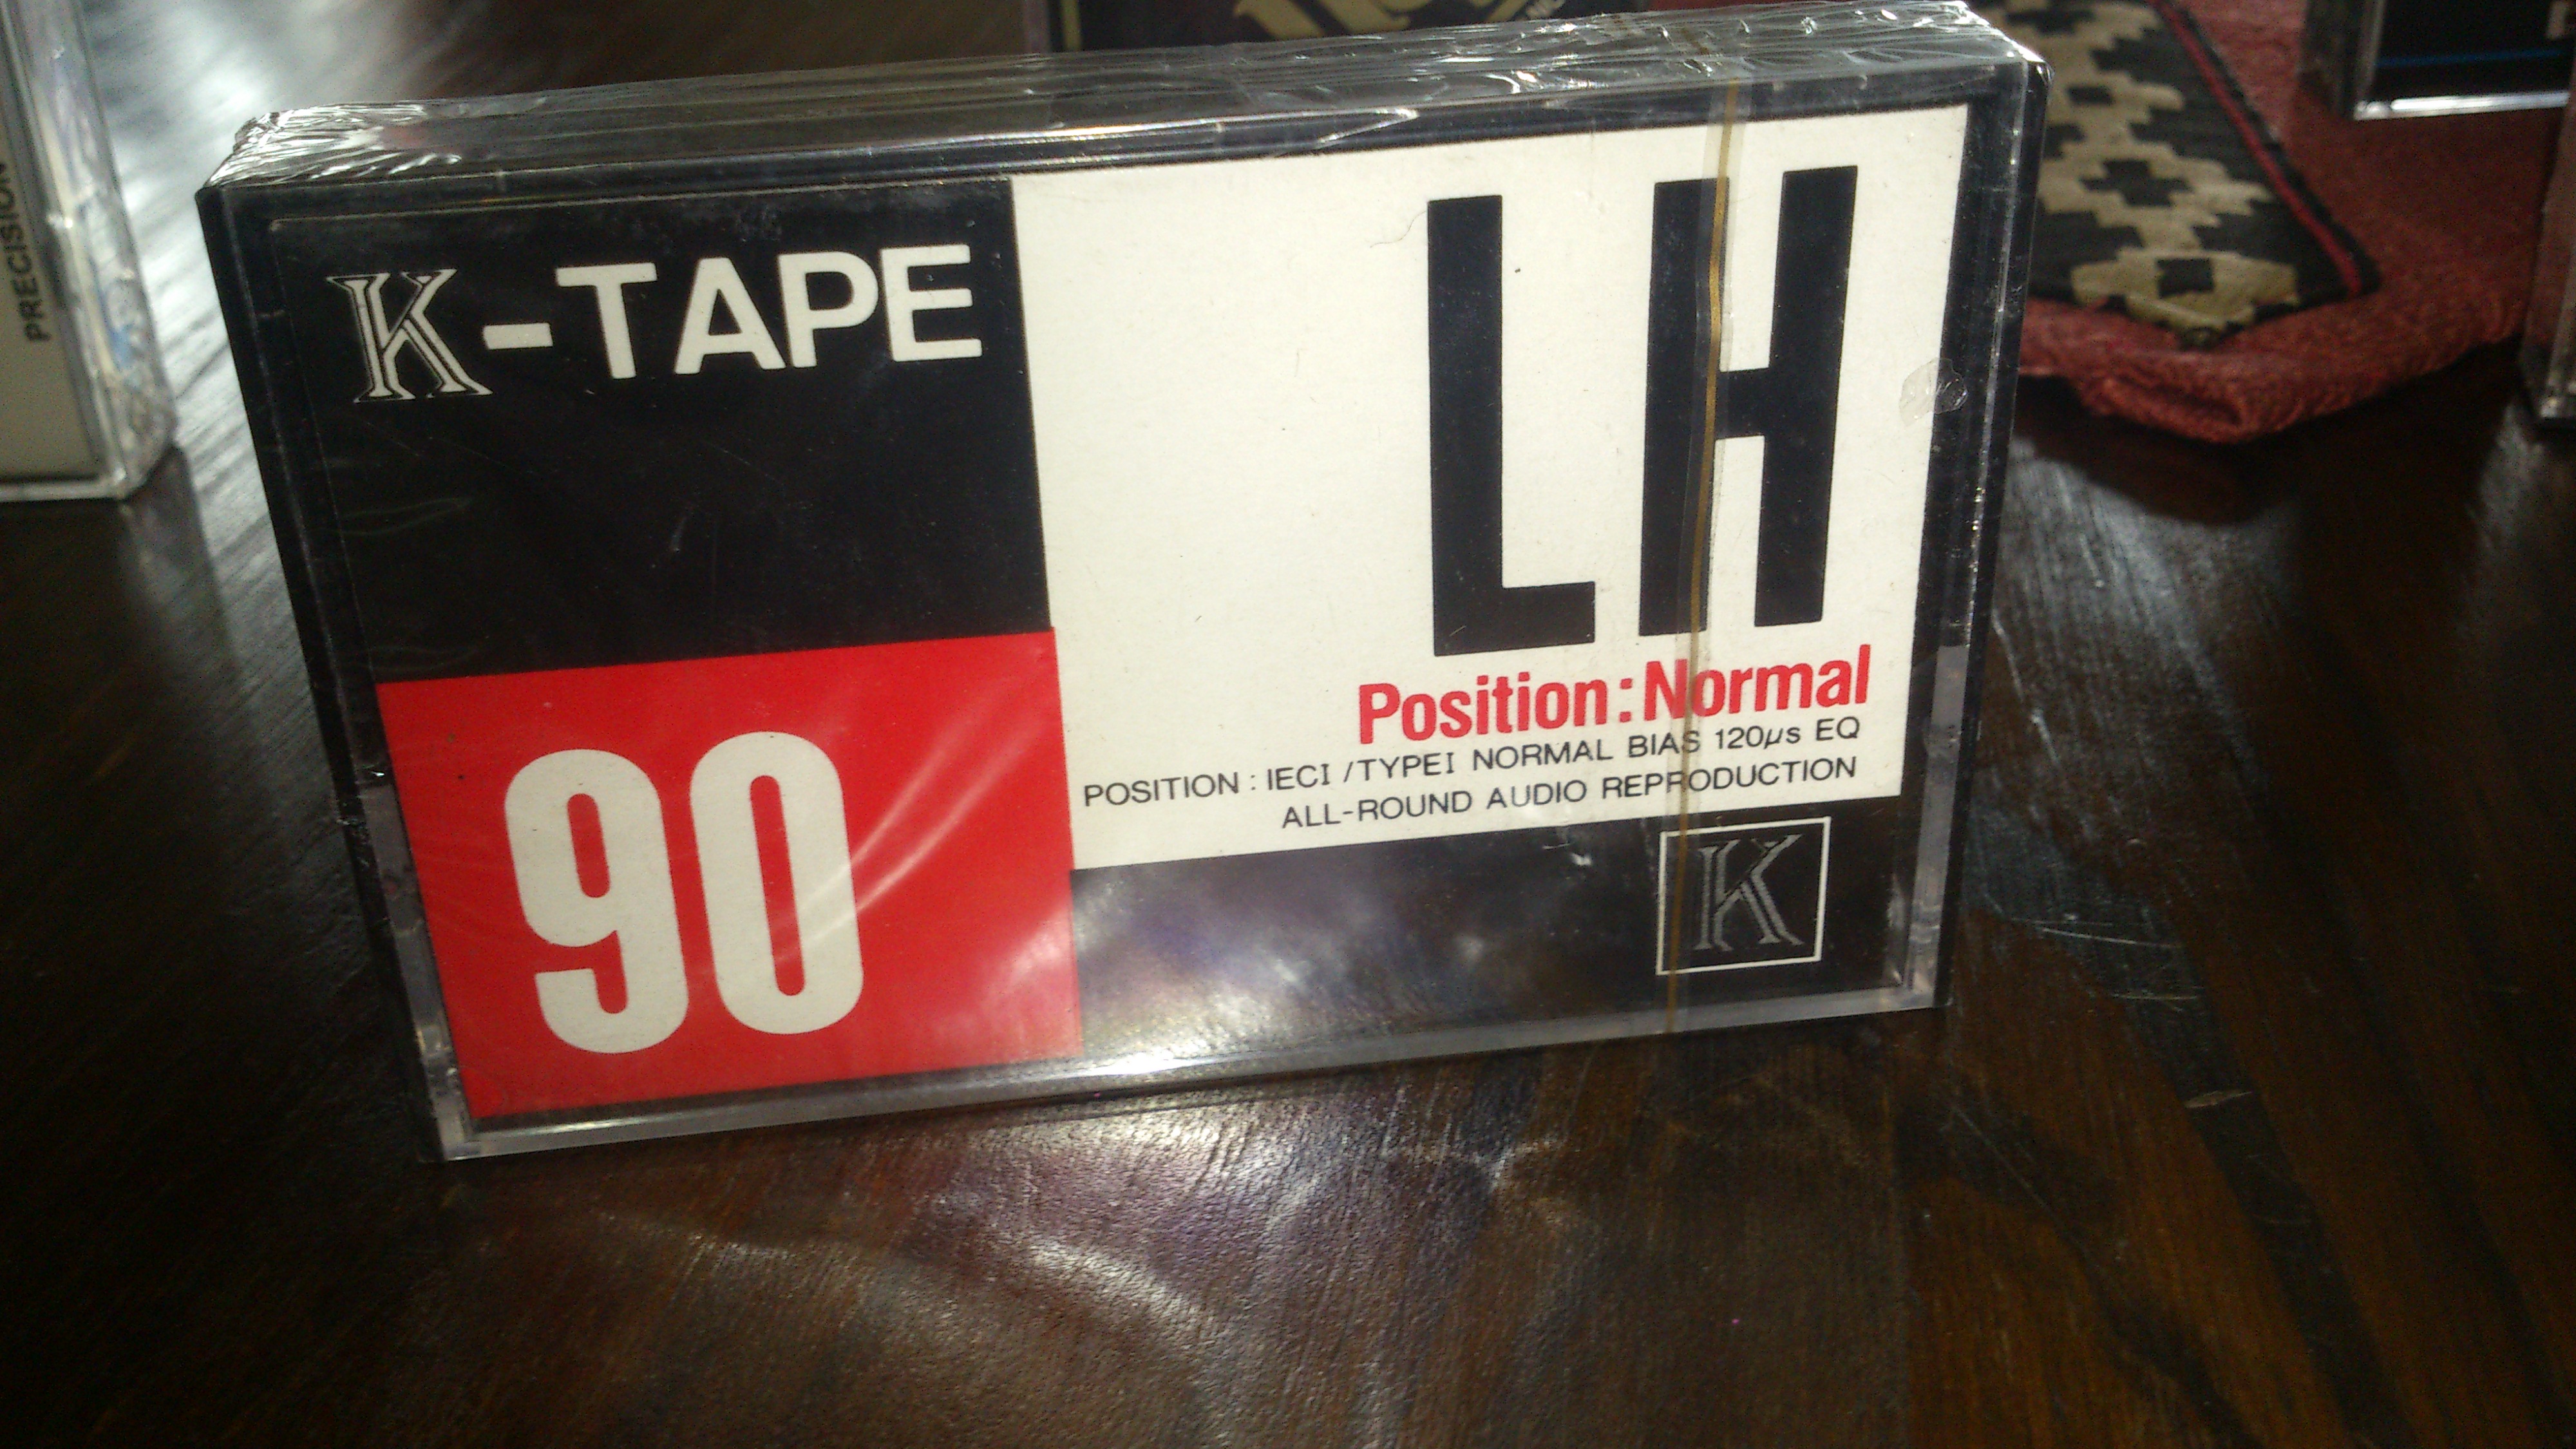 PRECISION
K-TAPE
LH
Position:Normal
POSITION : IECI /TYPEI NORMAL BIAS 120µs EQ
ALL-ROUND AUDIO REPRODUCTION
90
K